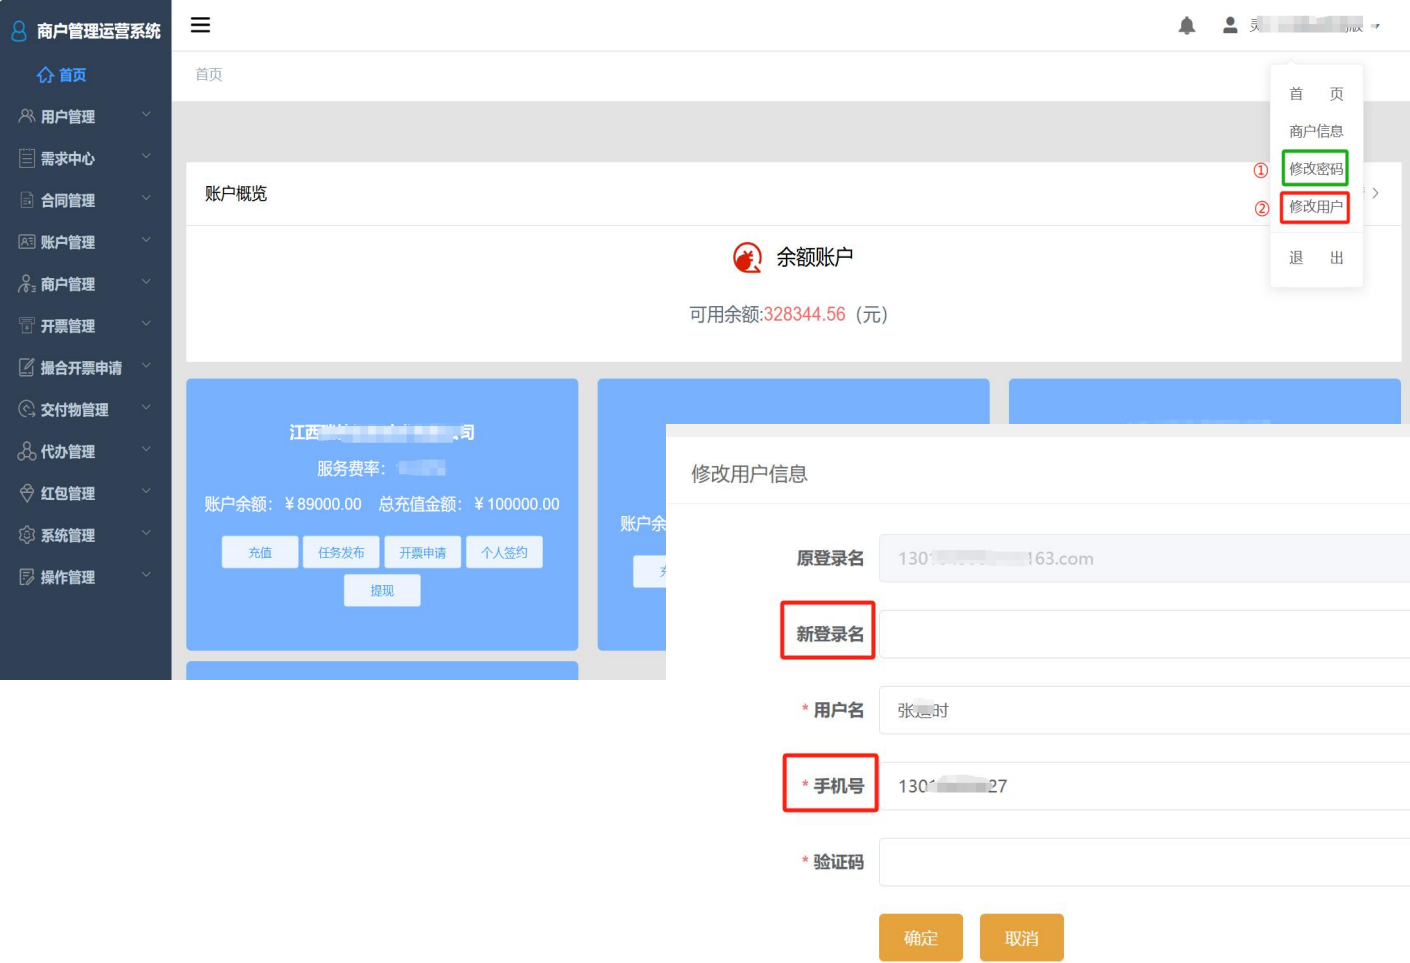 商户管理运营系统
首页
用户管理
需求中心
合同管理
账户管理
商户管理
开票管理
撮合开票申请
交付物管理
代办管理
红包管理
系统管理
操作管理
首页
首 页
商户信息
① 修改密码
② 修改用户
退 出
账户概览
余额账户
可用余额:328344.56（元）
江西 司
服务费率：
账户余额：￥89000.00 总充值金额：￥100000.00
充值 任务发布 开票申请 个人签约
提现
账户余
修改用户信息
原登录名 130 163.com
新登录名
* 用户名 张 时
* 手机号 130 27
* 验证码
确定 取消